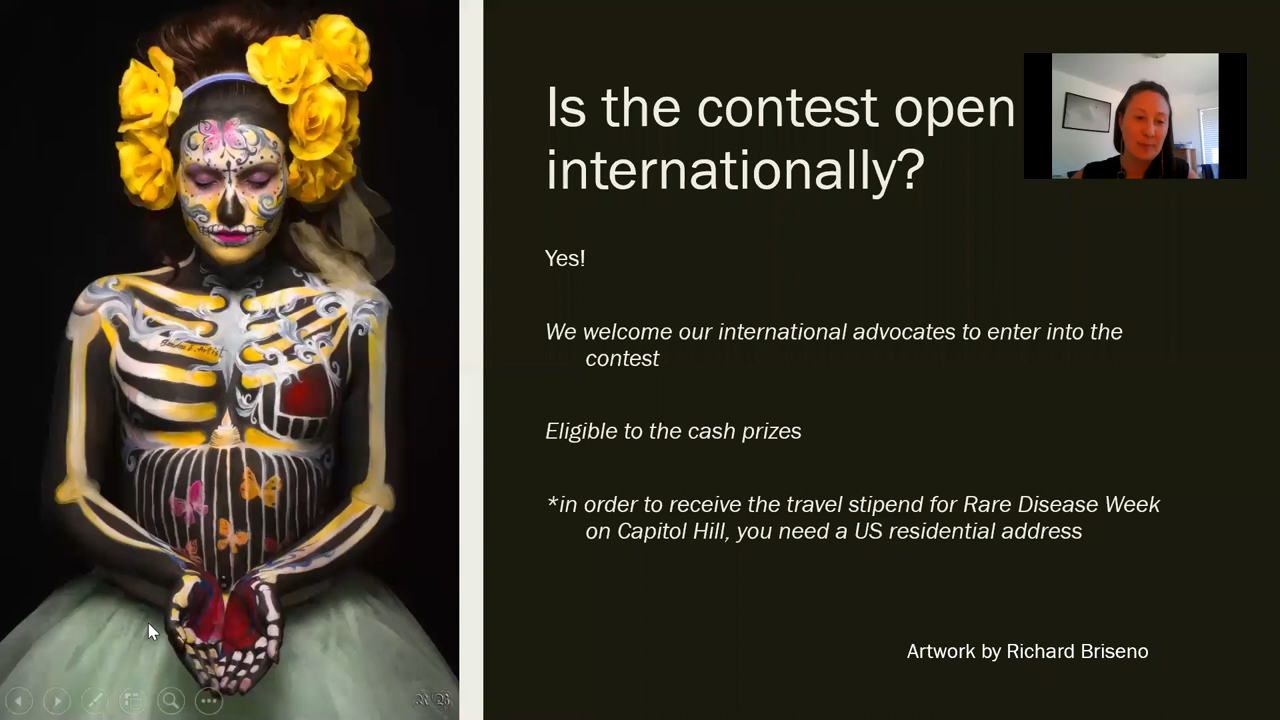 Is the contest open
internationally?
Yes!
We welcome our international advocates to enter into the
contest
Eligible to the cash prizes
*in order to receive the travel stipend for Rare Disease Week
on Capitol Hill, you need a US residential address
Artwork by Richard Briseno